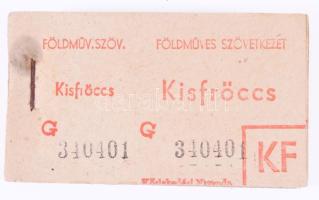 FÖLDMŰV.SZÖV.
Kisfröccs
G
340401
FÖLDMŰVES SZÖVETKEZET
Kisfröccs
G
340401
KF